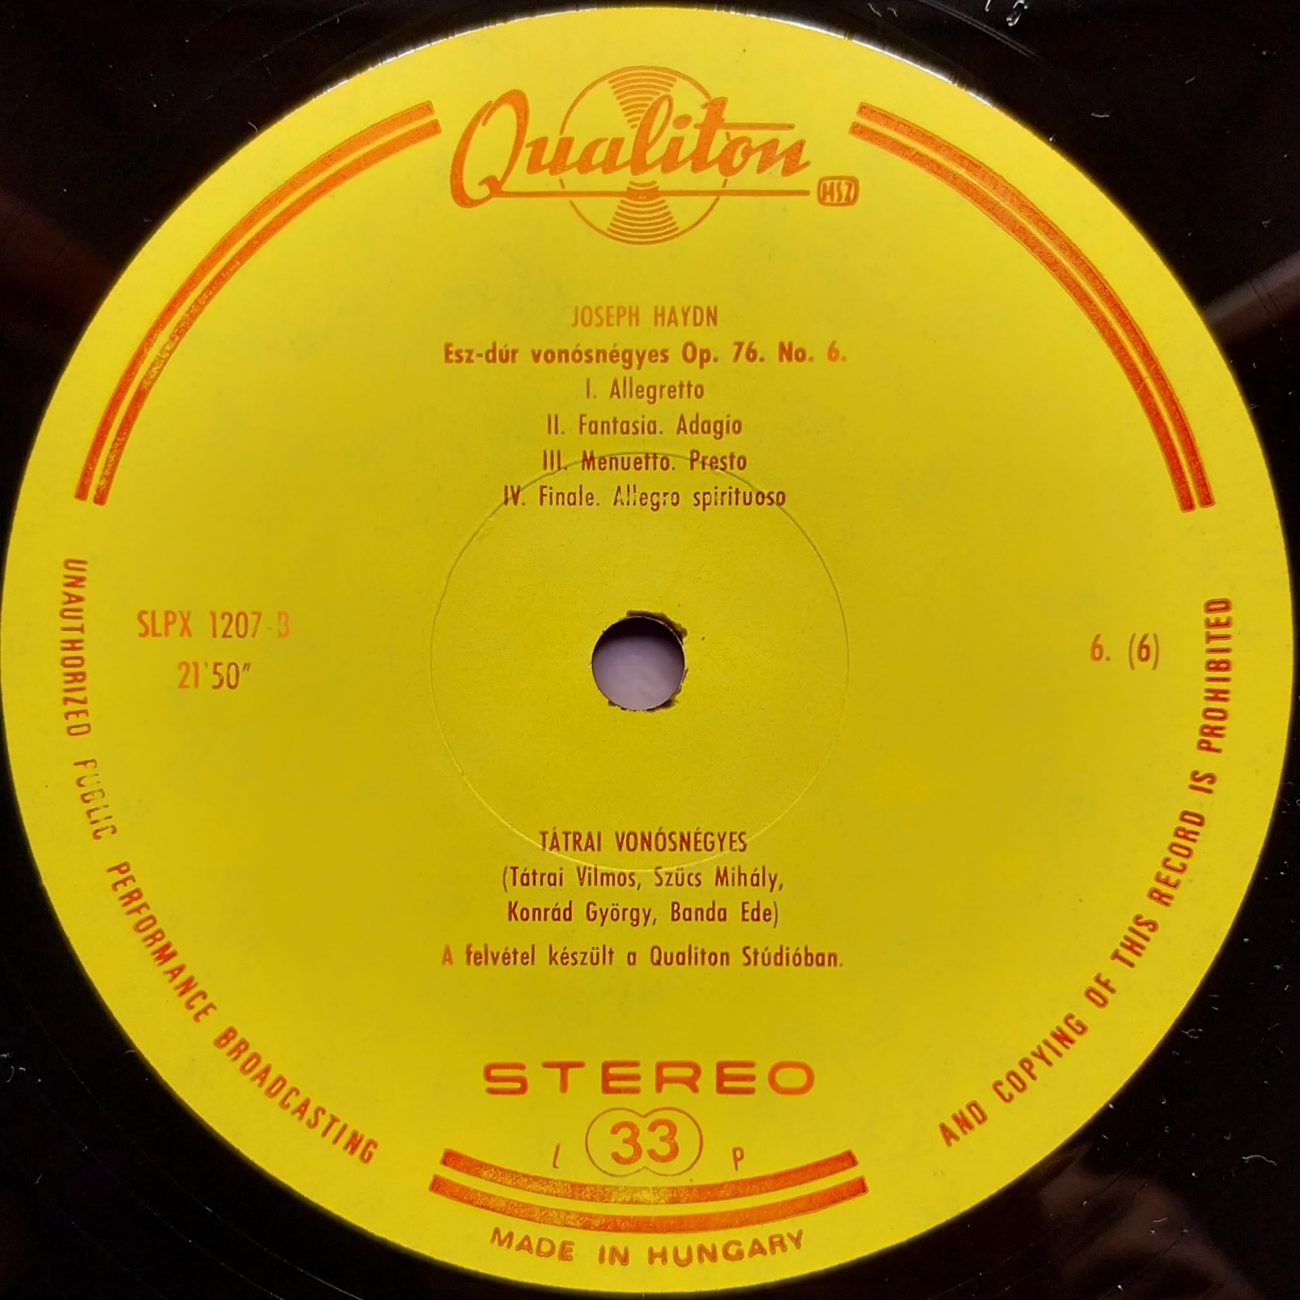 Qualiton
HSZ
JOSEPH HAYDN
Esz-dúr vonósnégyes Op. 76. No. 6.
I. Allegretto
II. Fantasia. Adagio
III. Menuetto. Presto
IV. Finale. Allegro spirituoso
SLPX 1207-B
21'50"
6. (6)
TÁTRAI VONÓSNÉGYES
(Tátrai Vilmos, Szücs Mihály,
Konrád György, Banda Ede)
A felvétel készült a Qualiton Stúdióban.
STEREO
L 33 P
UNAUTHORIZED PUBLIC PERFORMANCE BROADCASTING
AND COPYING OF THIS RECORD IS PROHIBITED
MADE IN HUNGARY